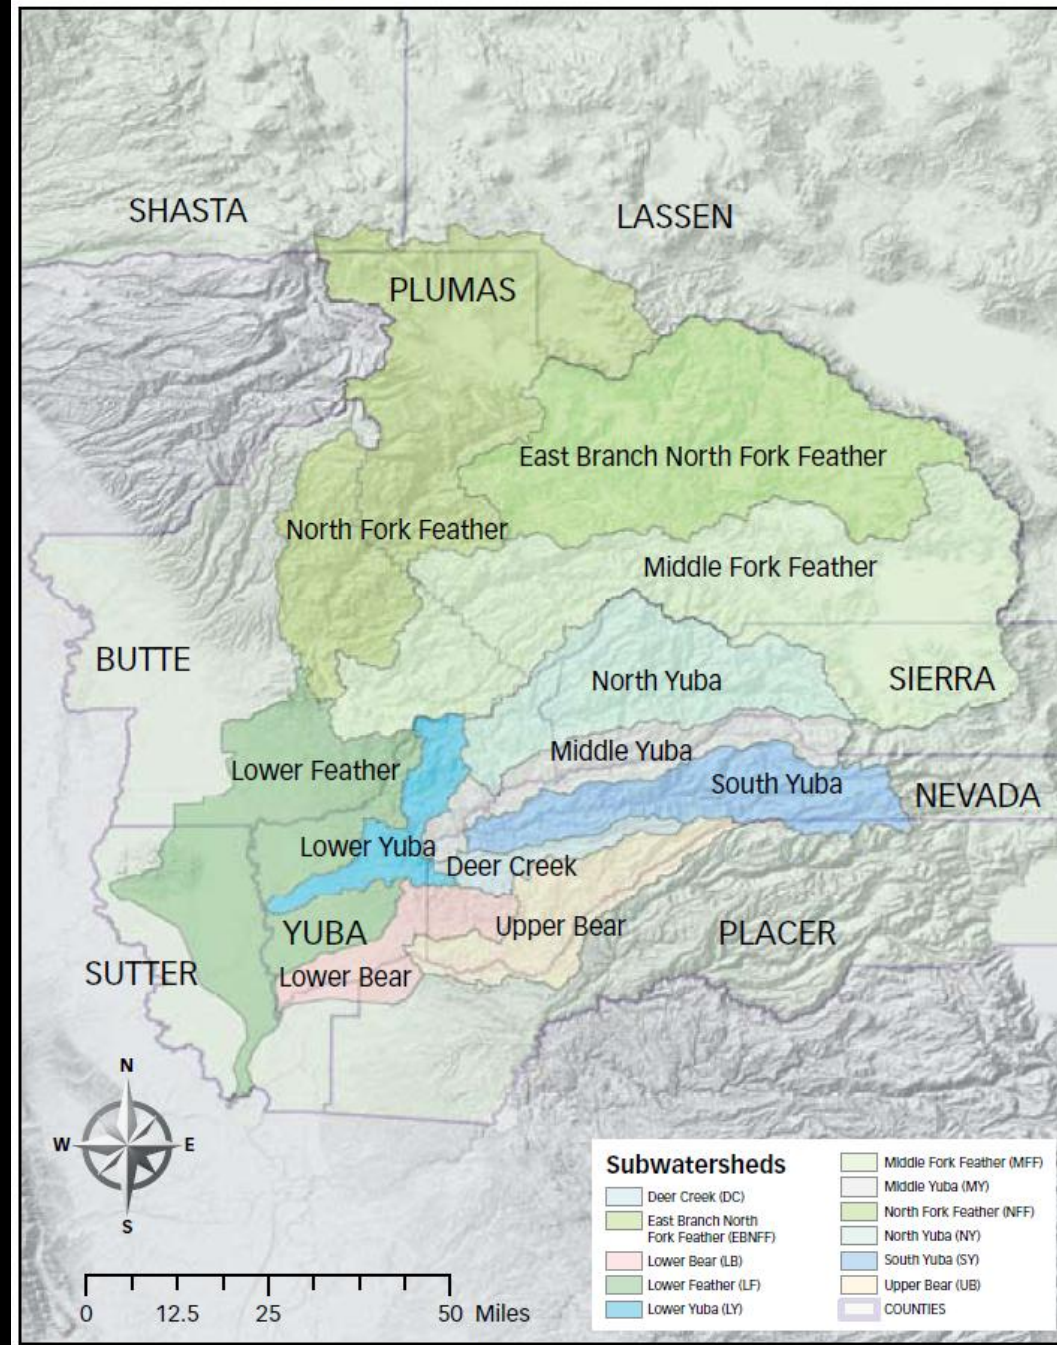 SHASTA
LASSEN
PLUMAS
East Branch North Fork Feather
North Fork Feather
Middle Fork Feather
BUTTE
North Yuba
SIERRA
Middle Yuba
Lower Feather
South Yuba
NEVADA
Lower Yuba
Deer Creek
Upper Bear
YUBA
PLACER
SUTTER
Lower Bear
N
W
E
S
0
12.5
25
50 Miles
Subwatersheds
Deer Creek (DC)
East Branch North
Fork Feather (EBNFF)
Lower Bear (LB)
Lower Feather (LF)
Lower Yuba (LY)
Middle Fork Feather (MFF)
Middle Yuba (MY)
North Fork Feather (NFF)
North Yuba (NY)
South Yuba (SY)
Upper Bear (UB)
COUNTIES